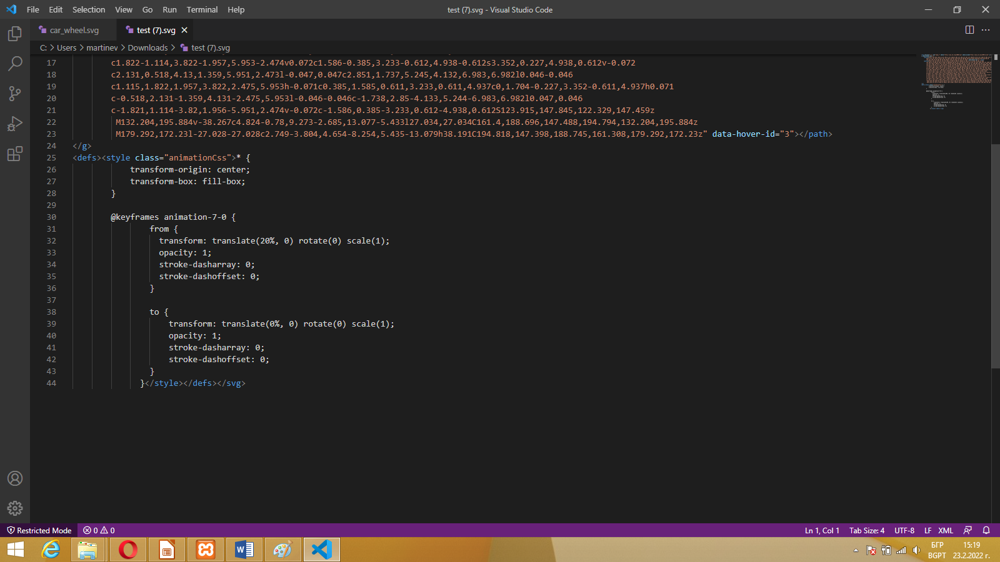 File Edit Selection View Go Run Terminal Help
test (7).svg - Visual Studio Code
car_wheel.svg
test (7).svg
C: > Users > martinev > Downloads > test (7).svg
17 c1.822-1.114,3.822-1.957,5.953-2.474v0.072c1.586-0.385,3.233-0.612,4.938-0.612s3.352,0.227,4.938,0.612v-0.072
18 c2.131,0.518,4.13,1.359,5.951,2.473l-0.047,0.047c2.851,1.737,5.245,4.132,6.983,6.982l0.046-0.046
19 c1.115,1.822,1.957,3.822,2.475,5.953h-0.071c0.385,1.585,0.611,3.233,0.611,4.937c0,1.704-0.227,3.352-0.611,4.937h0.071
20 c-0.518,2.131-1.359,4.131-2.475,5.953l-0.046-0.046c-1.738,2.85-4.133,5.244-6.983,6.982l0.047,0.046
21 c-1.821,1.114-3.82,1.956-5.951,2.474v-0.072c-1.586,0.385-3.233,0.612-4.938,0.612S123.915,147.845,122.329,147.459z
22 M132.204,195.884v-38.267c4.824-0.78,9.273-2.685,13.077-5.433l27.034,27.034C161.4,188.696,147.488,194.794,132.204,195.884z
23 M179.292,172.23l-27.028-27.028c2.749-3.804,4.654-8.254,5.435-13.079h38.191C194.818,147.398,188.745,161.308,179.292,172.23z" data-hover-id="3"></path>
24 </g>
25 <defs><style class="animationCss">* {
26 transform-origin: center;
27 transform-box: fill-box;
28 }
29
30 @keyframes animation-7-0 {
31 from {
32 transform: translate(20%, 0) rotate(0) scale(1);
33 opacity: 1;
34 stroke-dasharray: 0;
35 stroke-dashoffset: 0;
36 }
37
38 to {
39 transform: translate(0%, 0) rotate(0) scale(1);
40 opacity: 1;
41 stroke-dasharray: 0;
42 stroke-dashoffset: 0;
43 }
44 }</style></defs></svg>
Restricted Mode 0 0 Ln 1, Col 1 Tab Size: 4 UTF-8 LF XML
БГР 15:19
BGPT 23.2.2022 г.